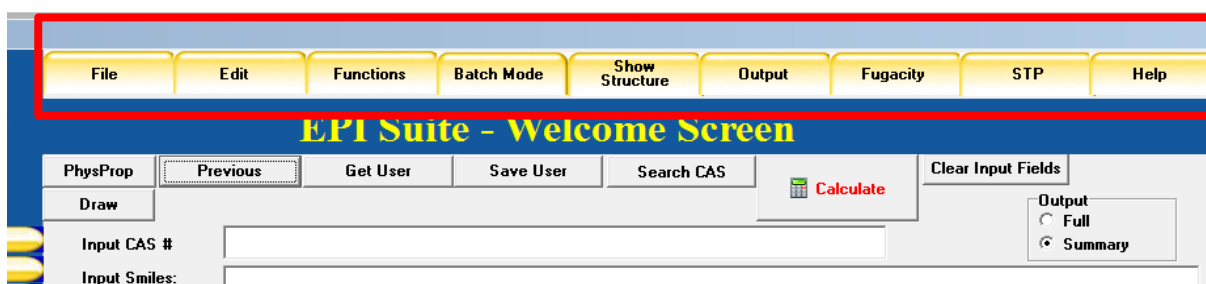 File Edit Functions Batch Mode Show Structure Output Fugacity STP Help
EPI Suite - Welcome Screen
PhysProp Previous Get User Save User Search CAS Calculate Clear Input Fields
Draw
Output
Full
Input CAS #
Summary
Input Smiles: